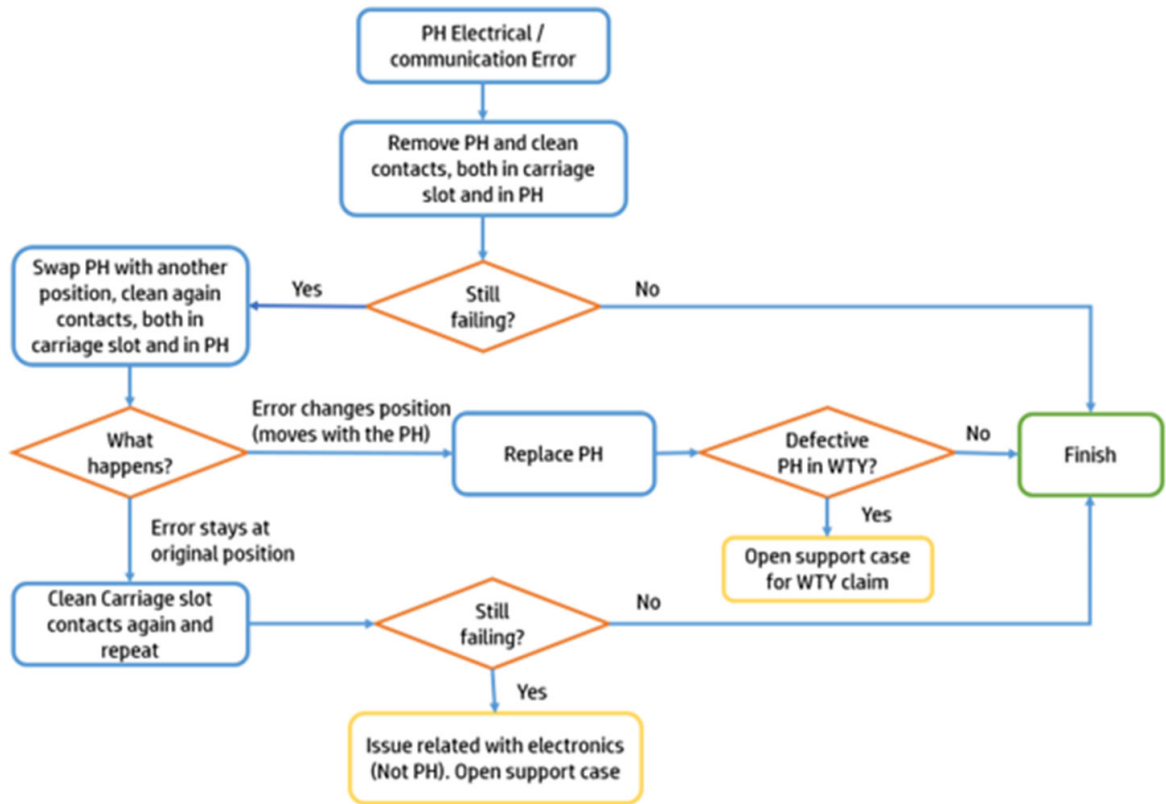 PH Electrical /
communication Error
Remove PH and clean
contacts, both in carriage
slot and in PH
Swap PH with another
position, clean again
contacts, both in
carriage slot and in PH
Yes
Still
failing?
No
What
happens?
Error changes position
(moves with the PH)
Replace PH
Defective
PH in WTY?
No
Finish
Yes
Open support case
for WTY claim
Error stays at
original position
Clean Carriage slot
contacts again and
repeat
Still
failing?
No
Yes
Issue related with electronics
(Not PH). Open support case